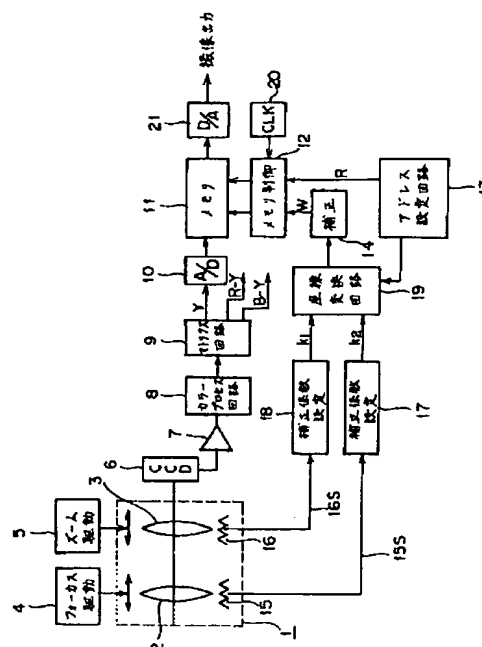 5
ズーム
駆動
4
フォーカス
駆動
2
3
1
15
16
6
CCD
7
8
カラー
プロセス
回路
9
マトリクス
回路
Y
R-Y
B-Y
10
A/D
11
メモリ
21
D/A
撮像出力
20
CLK
12
メモリ制御
W
R
14
補正
13
アドレス
設定回路
19
座標
変換
回路
k1
k2
18
補正係数
設定
17
補正係数
設定
16S
15S